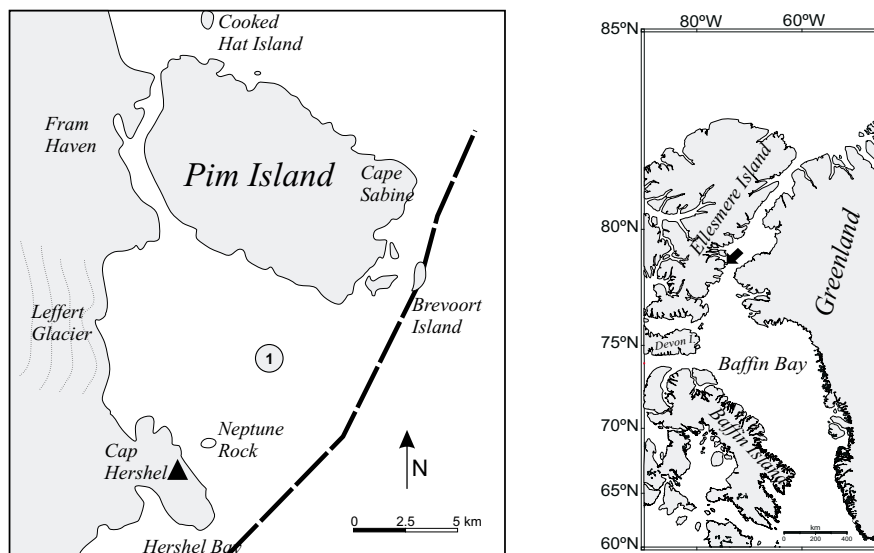 Cooked
Hat Island
Fram
Haven
Pim Island
Cape
Sabine
Leffert
Glacier
Brevoort
Island
1
Neptune
Rock
Cap
Hershel
N
0 2.5 5 km
Hershel Bay
80ºW 60ºW
85ºN
80ºN
75ºN
70ºN
65ºN
60ºN
Ellesmere Island
Greenland
Devon I.
Baffin Bay
Baffin Island
km
0 200 400